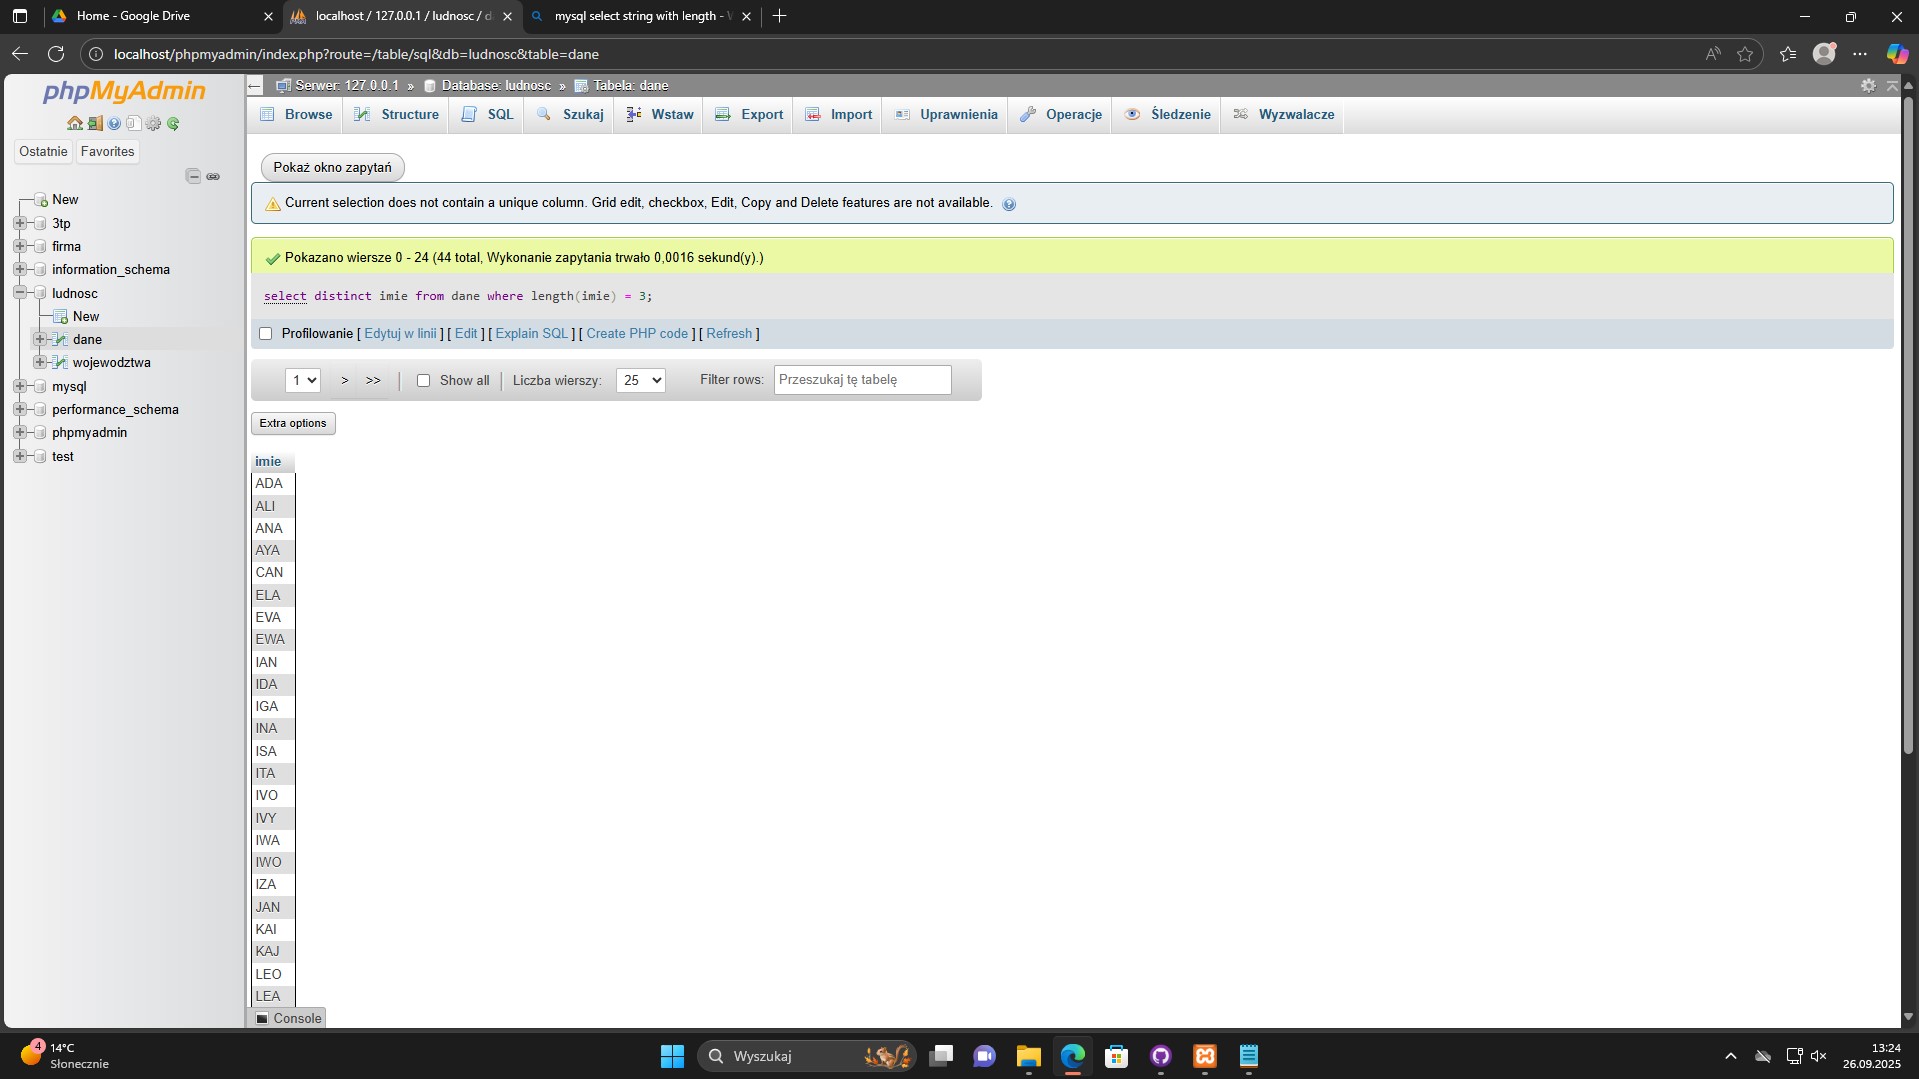 Home - Google Drive
localhost / 127.0.0.1 / ludnosc / d
mysql select string with length -
localhost/phpmyadmin/index.php?route=/table/sql&db=ludnosc&table=dane
phpMyAdmin
Ostatnie
Favorites
New
3tp
firma
information_schema
ludnosc
New
dane
wojewodztwa
mysql
performance_schema
phpmyadmin
test
Serwer: 127.0.0.1 » Database: ludnosc » Tabela: dane
Browse
Structure
SQL
Szukaj
Wstaw
Export
Import
Uprawnienia
Operacje
Śledzenie
Wyzwalacze
Pokaż okno zapytań
Current selection does not contain a unique column. Grid edit, checkbox, Edit, Copy and Delete features are not available.
Pokazano wiersze 0 - 24 (44 total, Wykonanie zapytania trwało 0,0016 sekund(y).)
select distinct imie from dane where length(imie) = 3;
Profilowanie [ Edytuj w linii ] [ Edit ] [ Explain SQL ] [ Create PHP code ] [ Refresh ]
1 > >> | Show all | Liczba wierszy: 25 Filter rows: Przeszukaj tę tabelę
Extra options
imie
ADA
ALI
ANA
AYA
CAN
ELA
EVA
EWA
IAN
IDA
IGA
INA
ISA
ITA
IVO
IVY
IWA
IWO
IZA
JAN
KAI
KAJ
LEO
LEA
Console
4
14°C
Słonecznie
Wyszukaj
13:24
26.09.2025